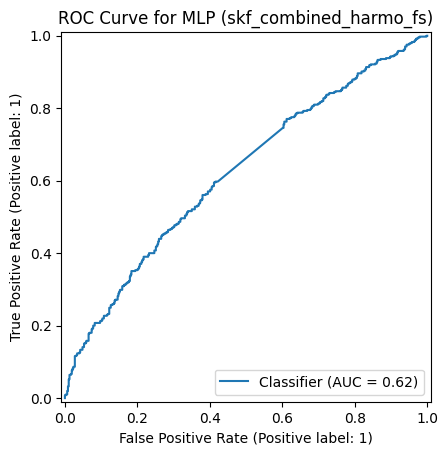 ROC Curve for MLP (skf_combined_harmo_fs)
True Positive Rate (Positive label: 1)
1.0
0.8
0.6
0.4
0.2
0.0
Classifier (AUC = 0.62)
0.0 0.2 0.4 0.6 0.8 1.0
False Positive Rate (Positive label: 1)